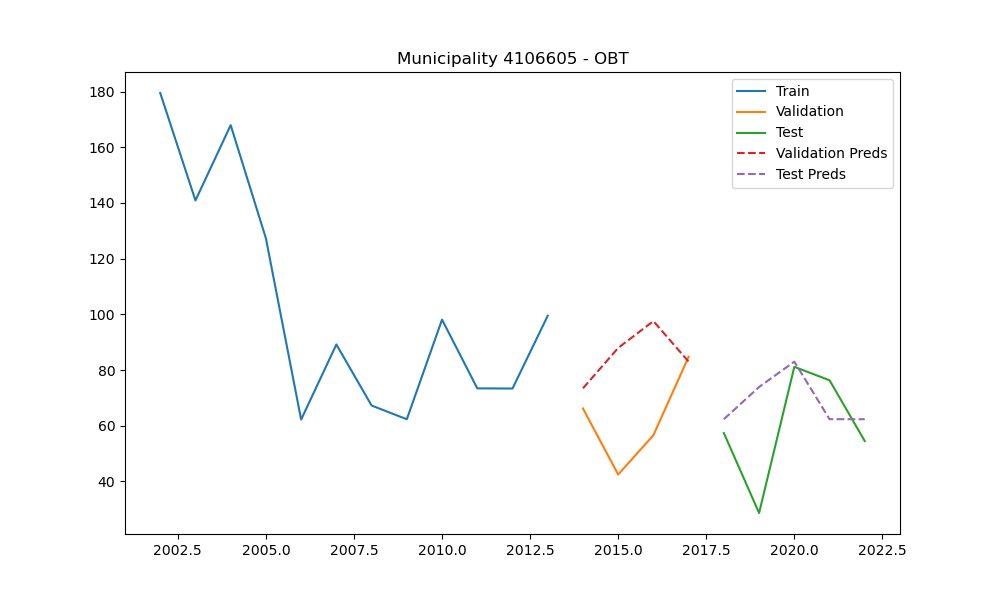 Municipality 4106605 - OBT
180
160
140
120
100
80
60
40
2002.5 2005.0 2007.5 2010.0 2012.5 2015.0 2017.5 2020.0 2022.5
Train
Validation
Test
Validation Preds
Test Preds